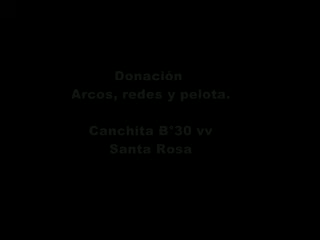 Donación
Arcos, redes y pelota.
Canchita B°30 vv
Santa Rosa